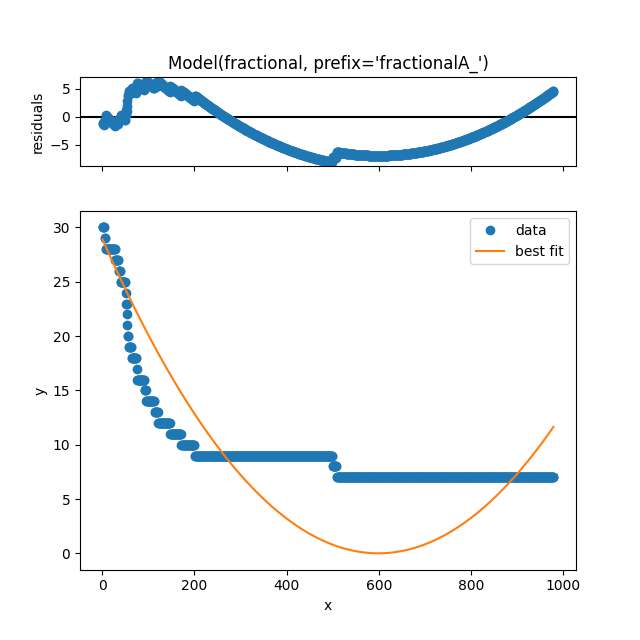 Model(fractional, prefix='fractionalA_')
5
0
−5
residuals
30
25
20
15
10
5
0
y
data
best fit
0 200 400 600 800 1000
x